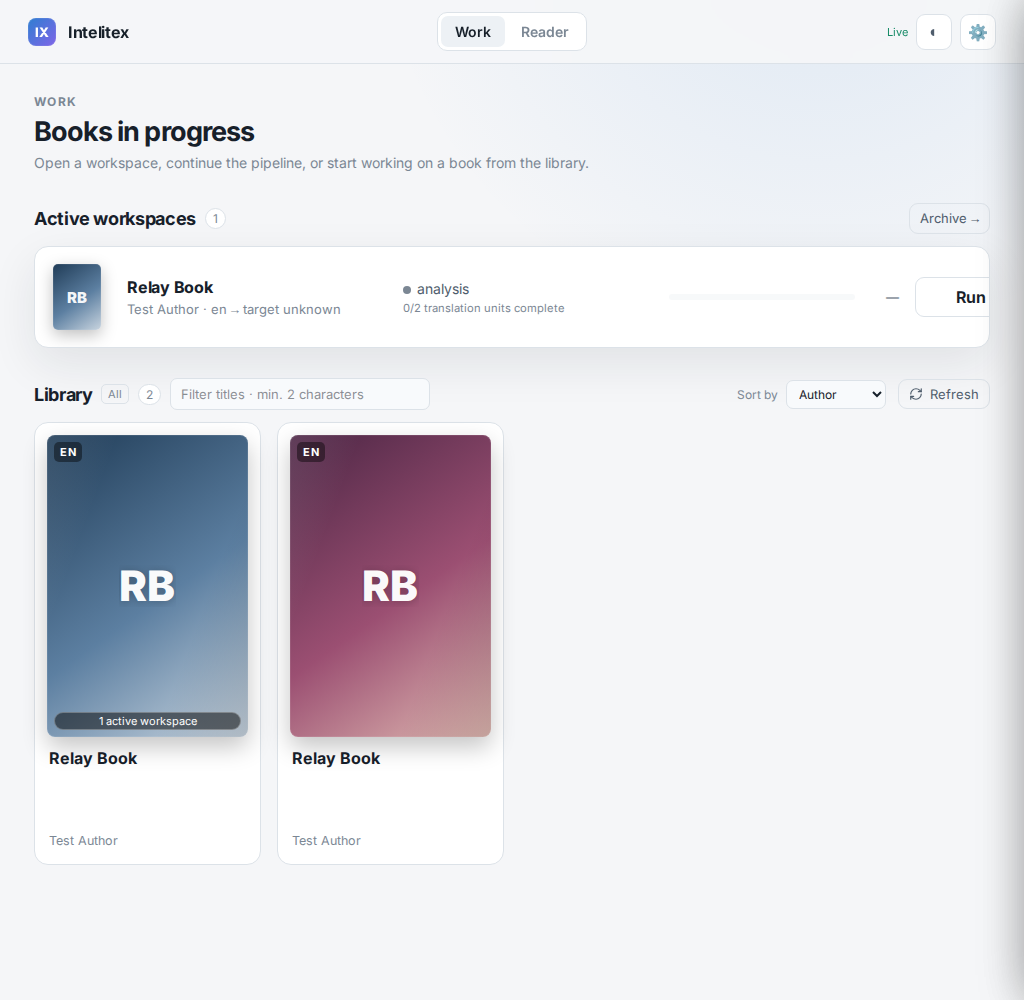 IX Intelitex Work Reader Live
WORK
Books in progress
Open a workspace, continue the pipeline, or start working on a book from the library.
Active workspaces 1 Archive →
RB
Relay Book
Test Author · en → target unknown
analysis
0/2 translation units complete
— Run
Library All 2 Filter titles · min. 2 characters Sort by Author Refresh
EN
RB
1 active workspace
Relay Book
Test Author
EN
RB
Relay Book
Test Author